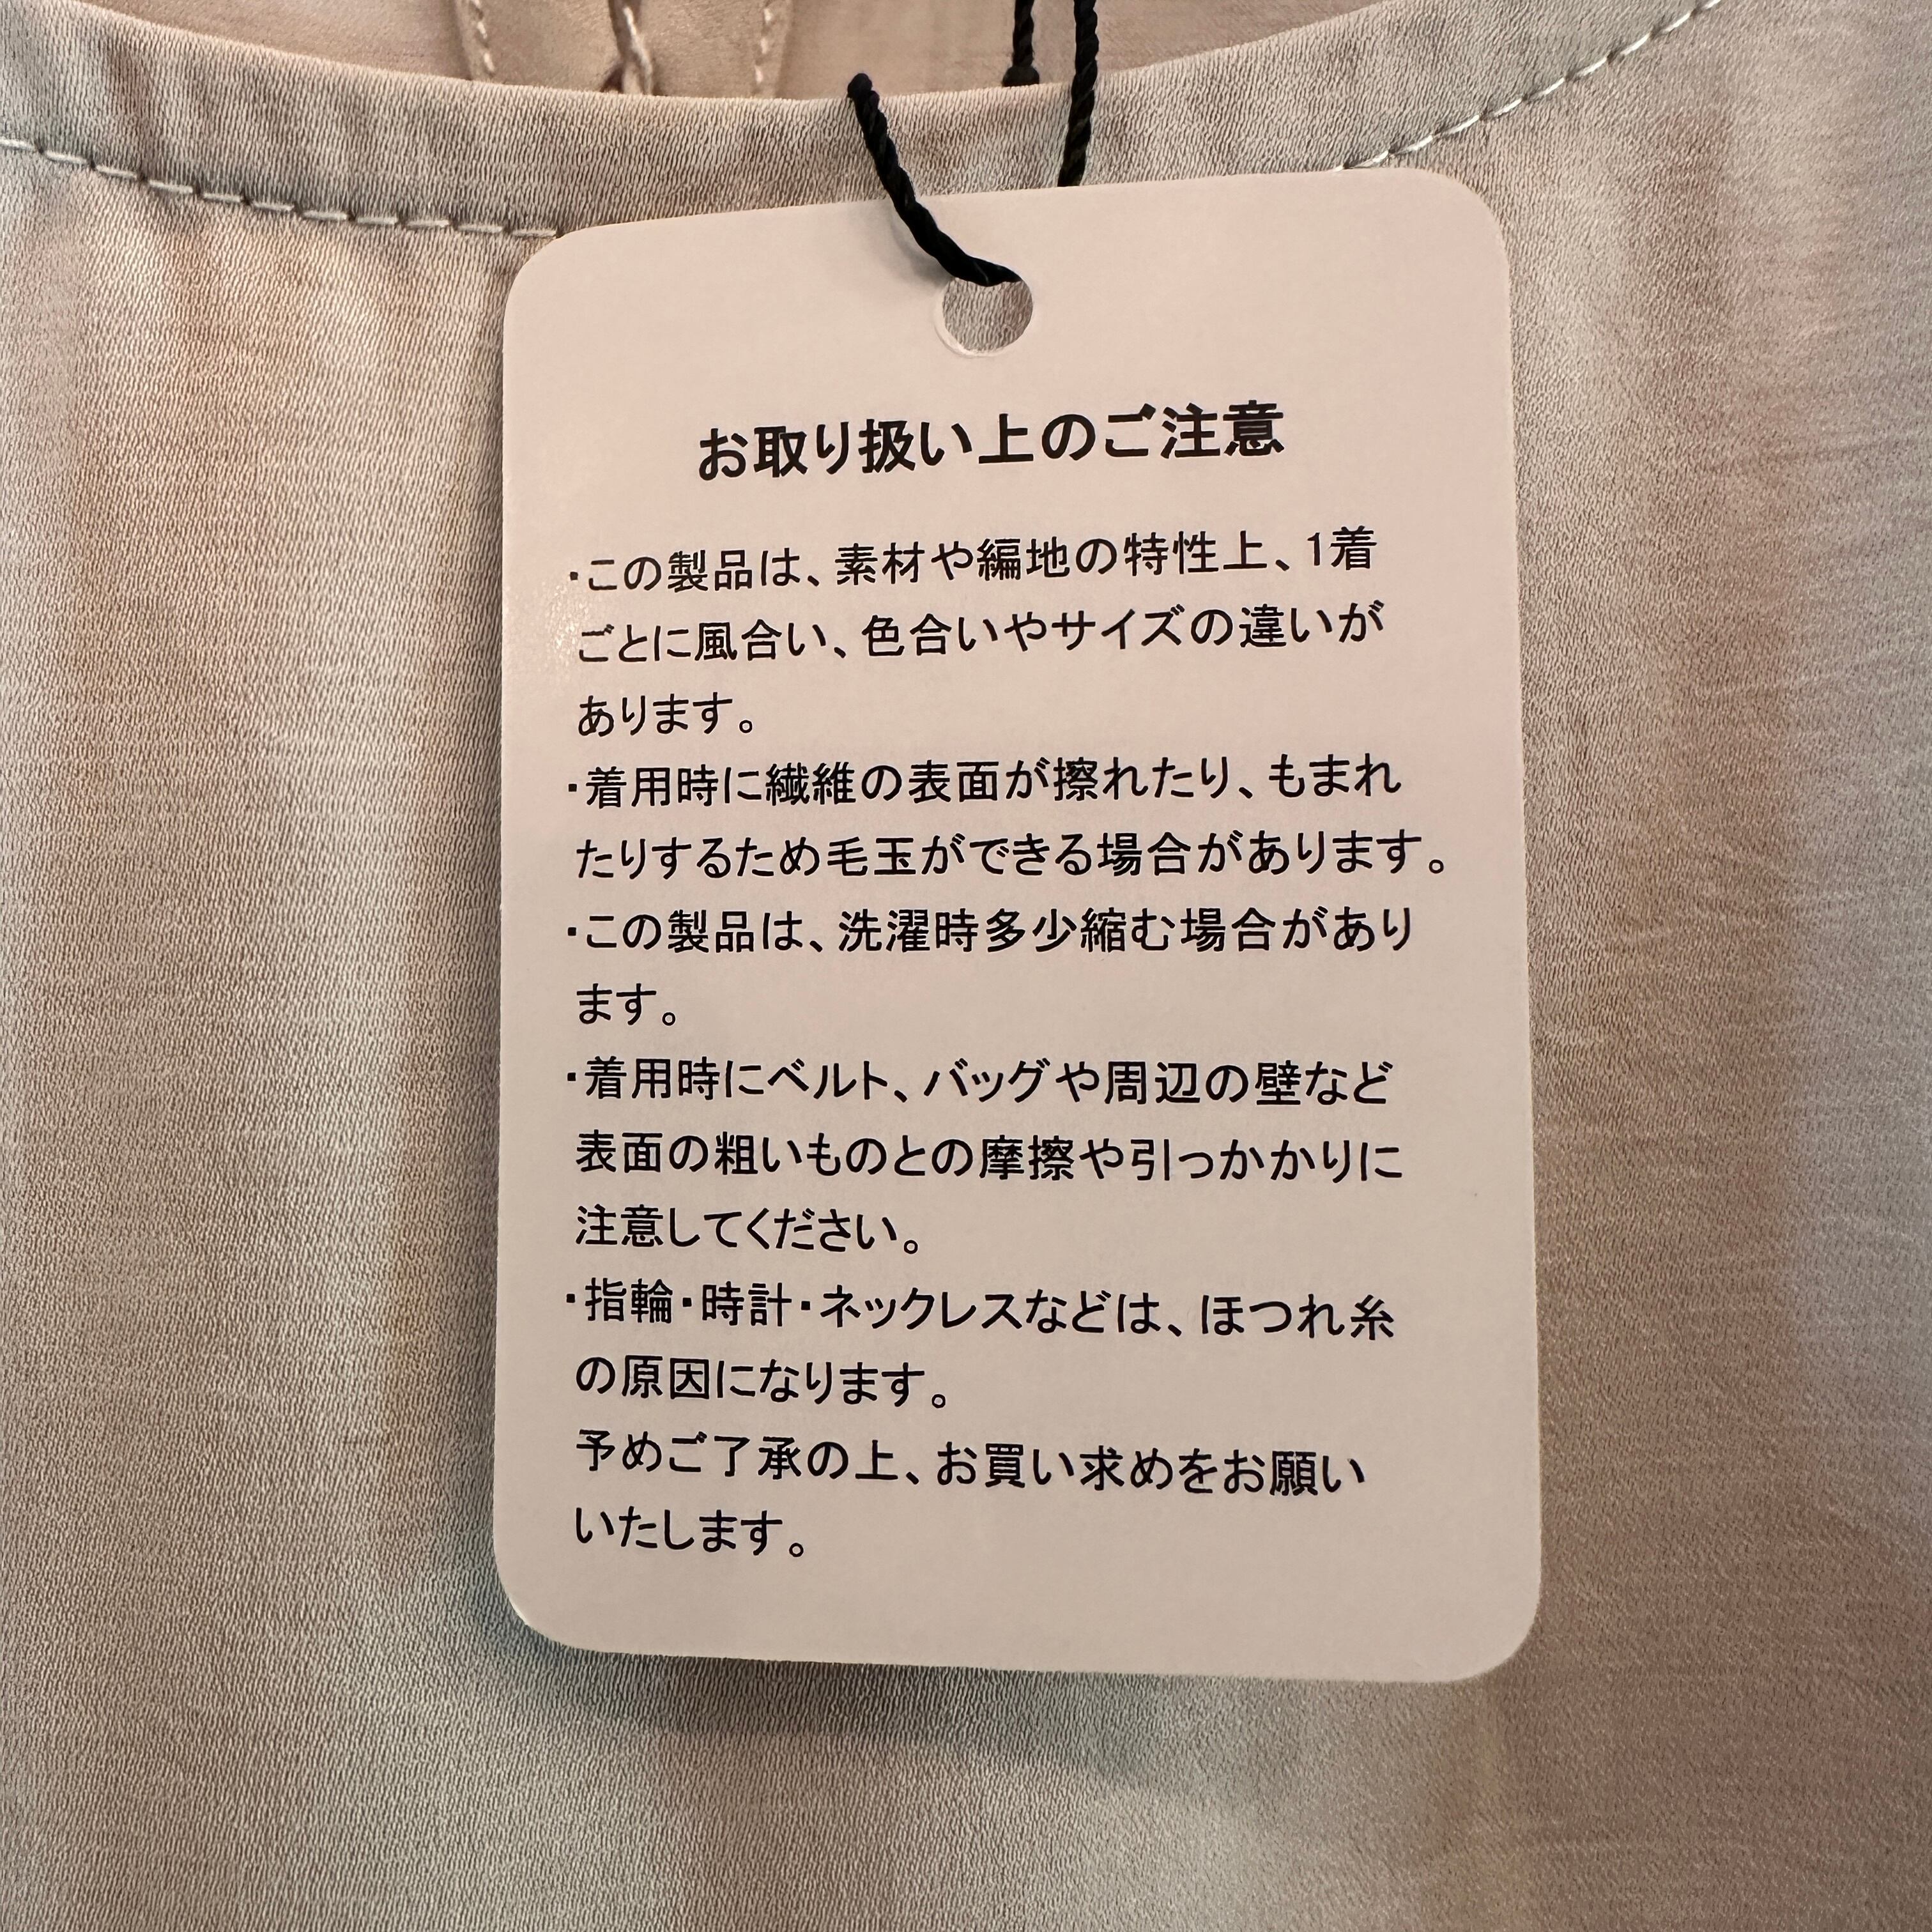 お取り扱い上のご注意
・この製品は、素材や編地の特性上、1着
ごとに風合い、色合いやサイズの違いが
あります。
・着用時に繊維の表面が擦れたり、もまれ
たりするため毛玉ができる場合があります。
・この製品は、洗濯時多少縮む場合があり
ます。
・着用時にベルト、バッグや周辺の壁など
表面の粗いものとの摩擦や引っかかりに
注意してください。
・指輪・時計・ネックレスなどは、ほつれ糸
の原因になります。
予めご了承の上、お買い求めをお願い
いたします。